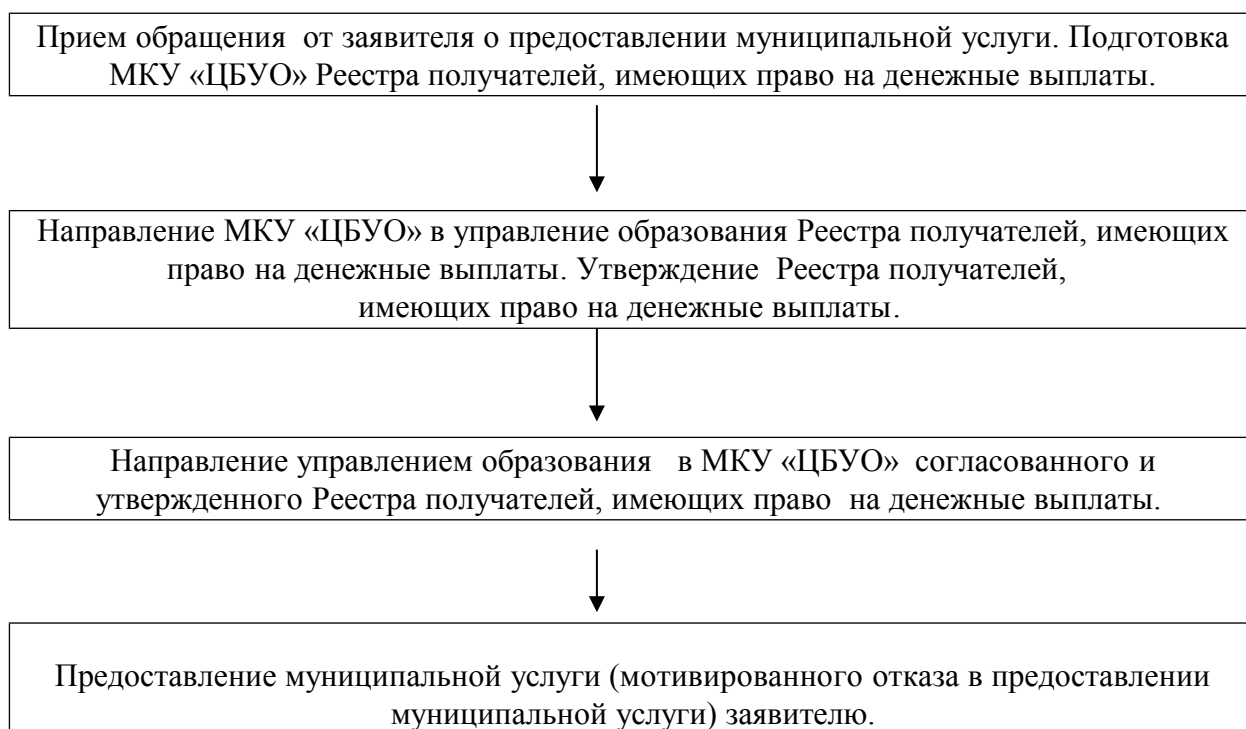 Прием обращения  от заявителя о предоставлении муниципальной услуги. Подготовка
МКУ «ЦБУО» Реестра получателей, имеющих право на денежные выплаты.
Направление МКУ «ЦБУО» в управление образования Реестра получателей, имеющих
право на денежные выплаты. Утверждение  Реестра получателей,
имеющих право на денежные выплаты.
Направление управлением образования   в МКУ «ЦБУО»  согласованного и
утвержденного Реестра получателей, имеющих право  на денежные выплаты.
Предоставление муниципальной услуги (мотивированного отказа в предоставлении
муниципальной услуги) заявителю.